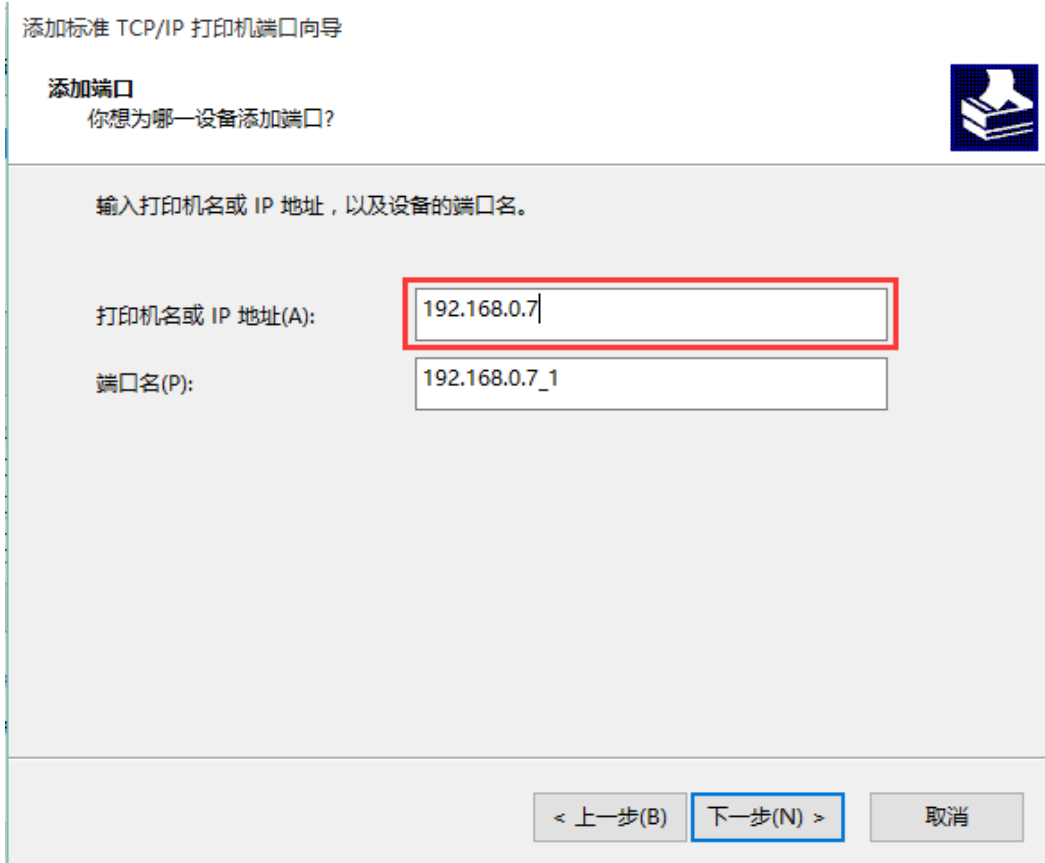 添加标准 TCP/IP 打印机端口向导
添加端口
你想为哪一设备添加端口?
输入打印机名或 IP 地址，以及设备的端口名。
打印机名或 IP 地址(A):
192.168.0.7
端口名(P):
192.168.0.7_1
< 上一步(B)
下一步(N) >
取消